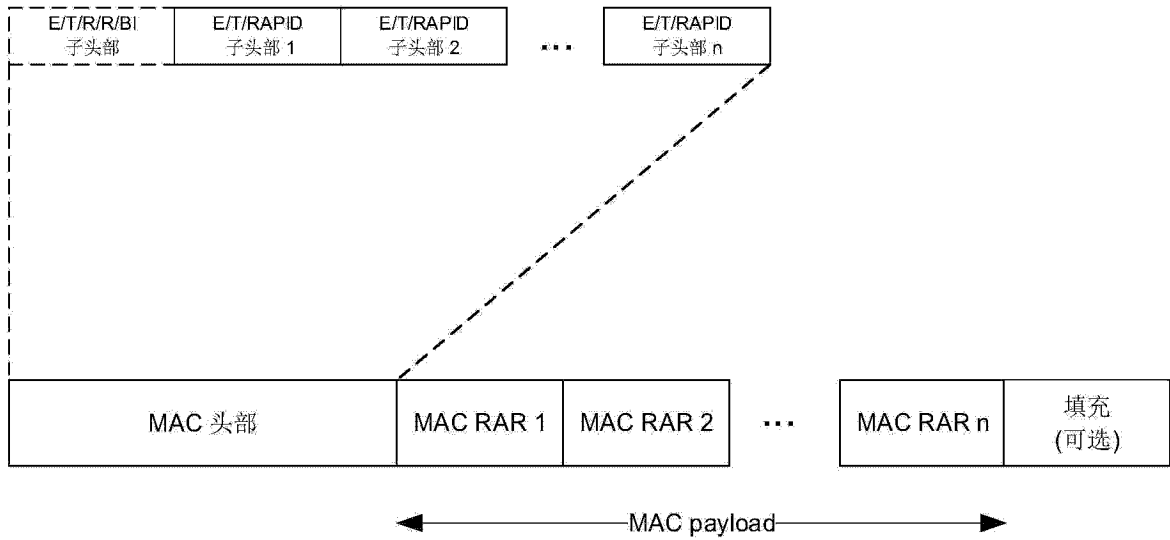 E/T/R/R/BI
子头部
E/T/RAPID
子头部 1
E/T/RAPID
子头部 2
...
E/T/RAPID
子头部 n
MAC 头部
MAC RAR 1
MAC RAR 2
...
MAC RAR n
填充
(可选)
MAC payload